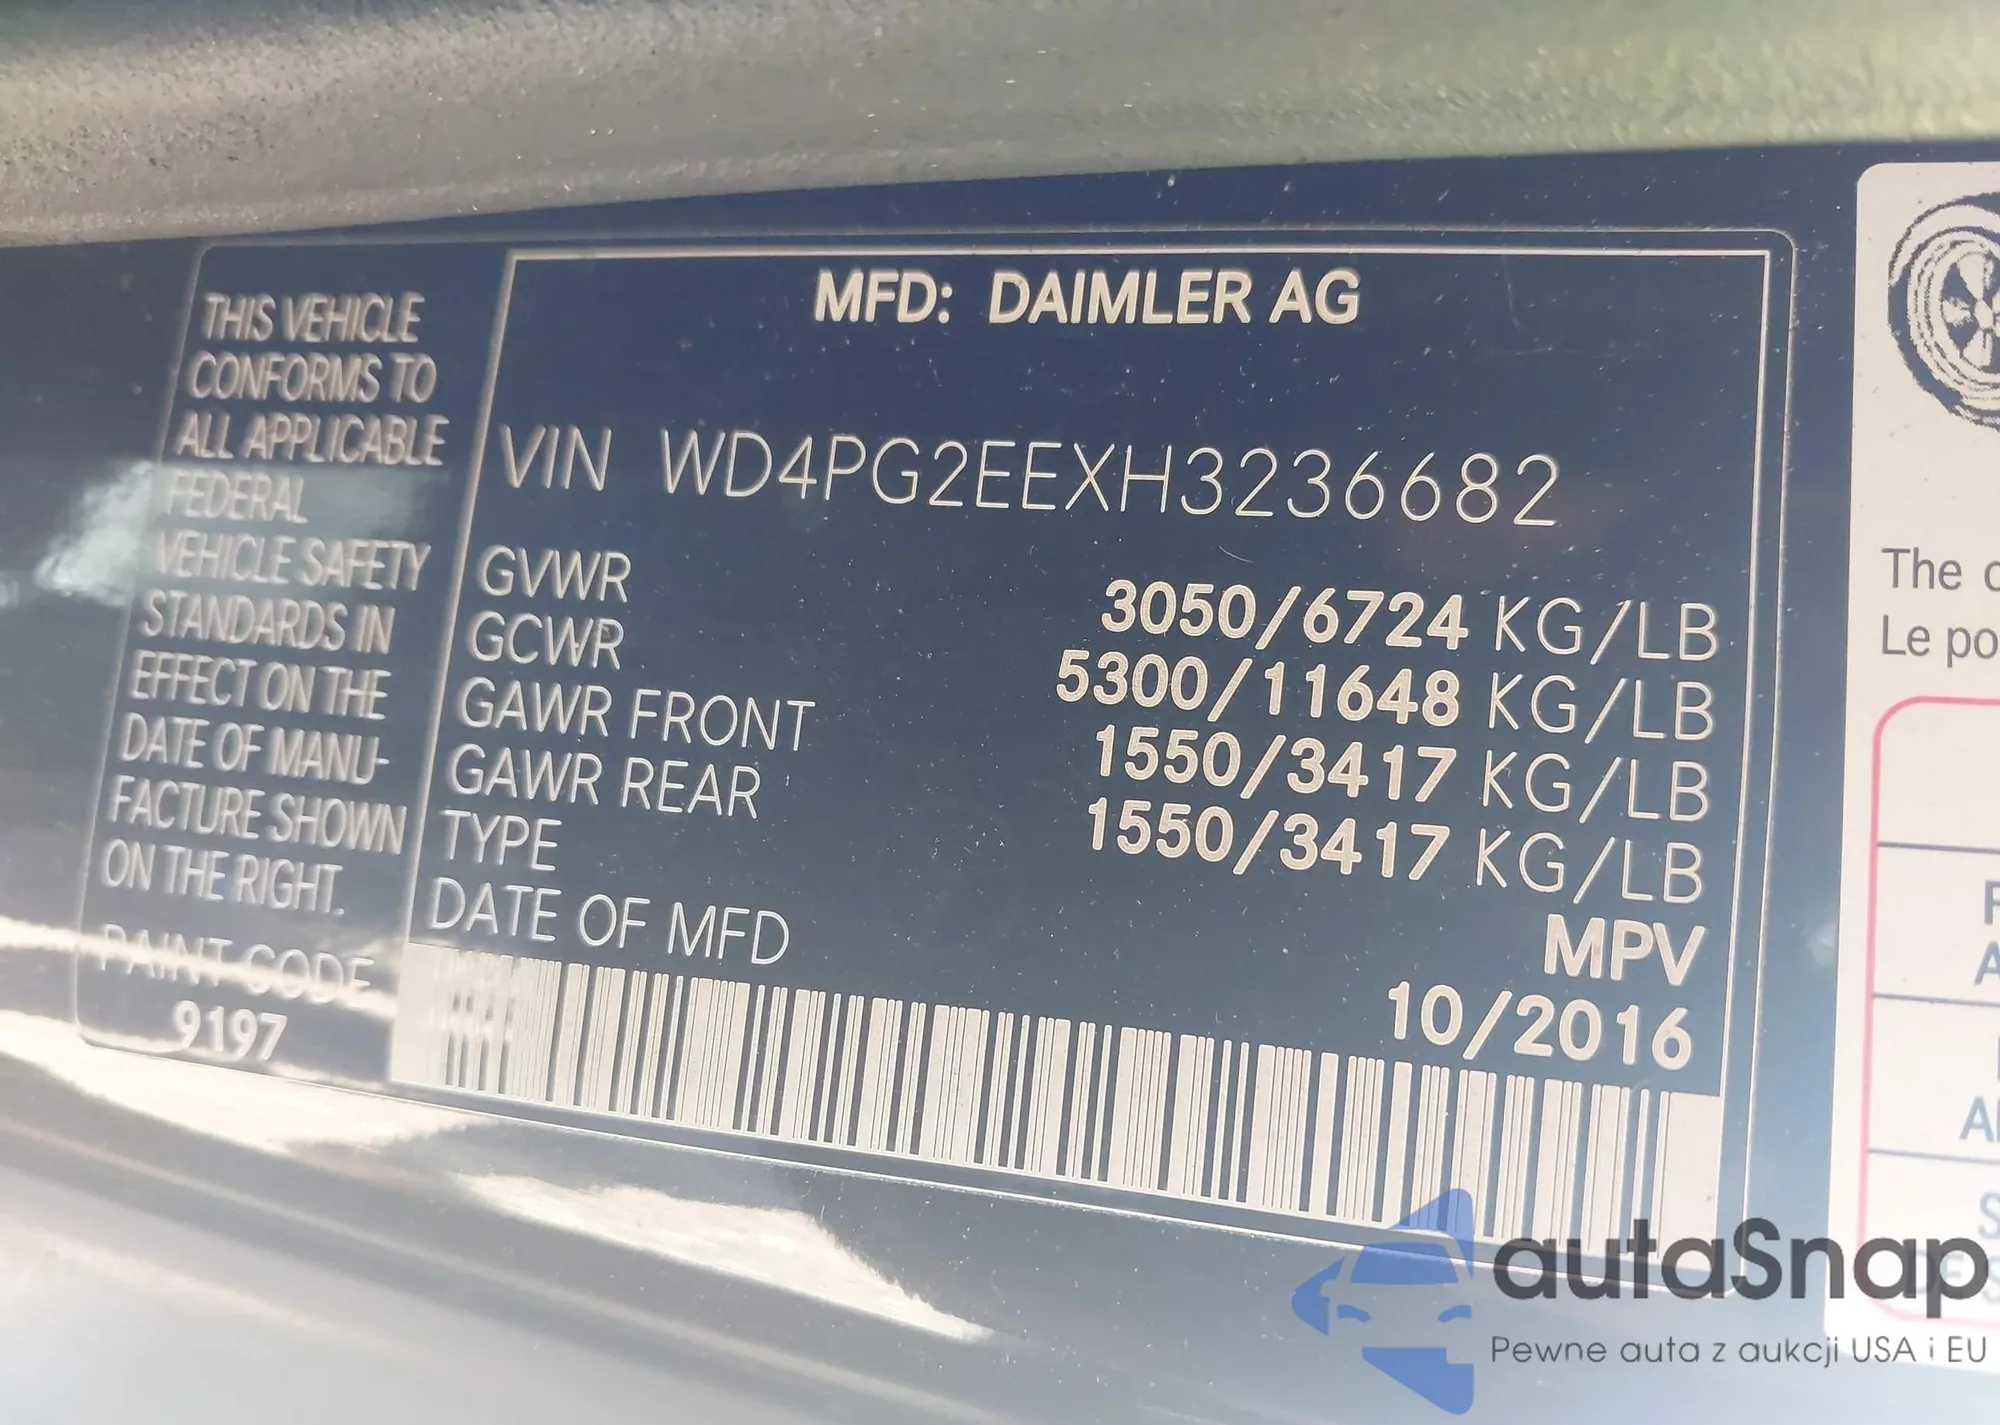 THIS VEHICLE
CONFORMS TO
ALL APPLICABLE
FEDERAL
VEHICLE SAFETY
STANDARDS IN
EFFECT ON THE
DATE OF MANU-
FACTURE SHOWN
ON THE RIGHT.
PAINT CODE
9197
MFD: DAIMLER AG
VIN WD4PG2EEXH3236682
GVWR 3050/6724 KG/LB
GCWR 5300/11648 KG/LB
GAWR FRONT 1550/3417 KG/LB
GAWR REAR 1550/3417 KG/LB
TYPE MPV
DATE OF MFD 10/2016
The
Le po
autaSnap
Pewne auta z aukcji USA i EU